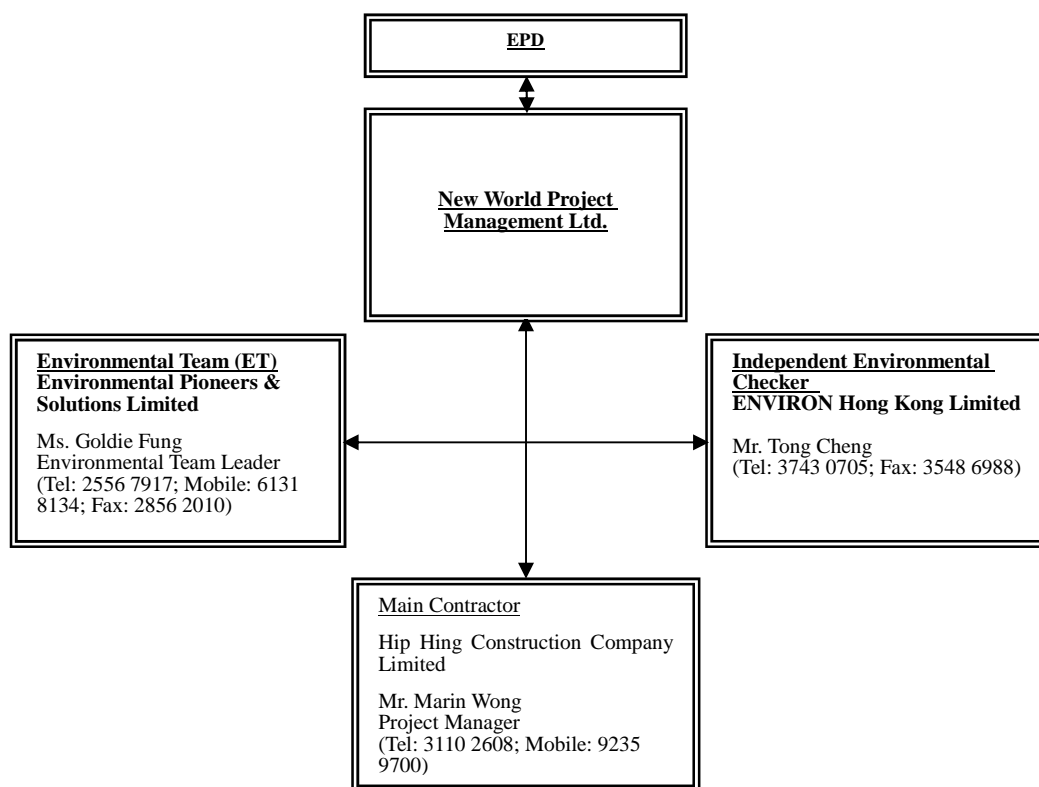 EPD
New World Project
Management Ltd.
Environmental Team (ET)
Environmental Pioneers &
Solutions Limited
Ms. Goldie Fung
Environmental Team Leader
(Tel: 2556 7917; Mobile: 6131
8134; Fax: 2856 2010)
Independent Environmental
Checker
ENVIRON Hong Kong Limited
Mr. Tong Cheng
(Tel: 3743 0705; Fax: 3548 6988)
Main Contractor
Hip Hing Construction Company
Limited
Mr. Marin Wong
Project Manager
(Tel: 3110 2608; Mobile: 9235
9700)